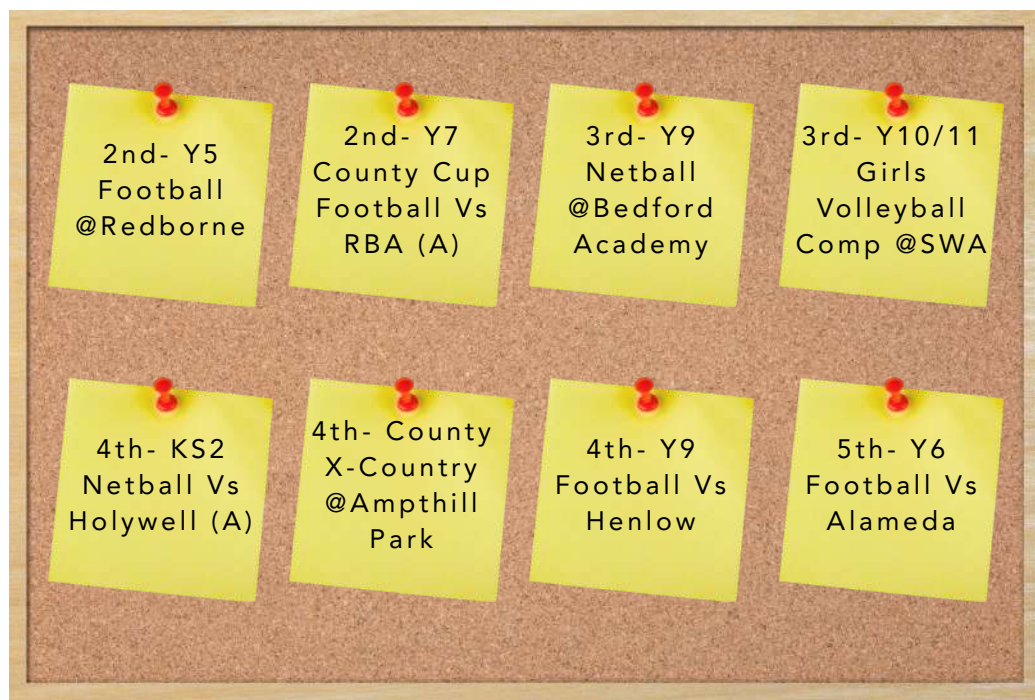 2nd- Y5
Football
@Redborne
2nd- Y7
County Cup
Football Vs
RBA (A)
3rd- Y9
Netball
@Bedford
Academy
3rd- Y10/11
Girls
Volleyball
Comp @SWA
4th- KS2
Netball Vs
Holywell (A)
4th- County
X-Country
@Ampthill
Park
4th- Y9
Football Vs
Henlow
5th- Y6
Football Vs
Alameda